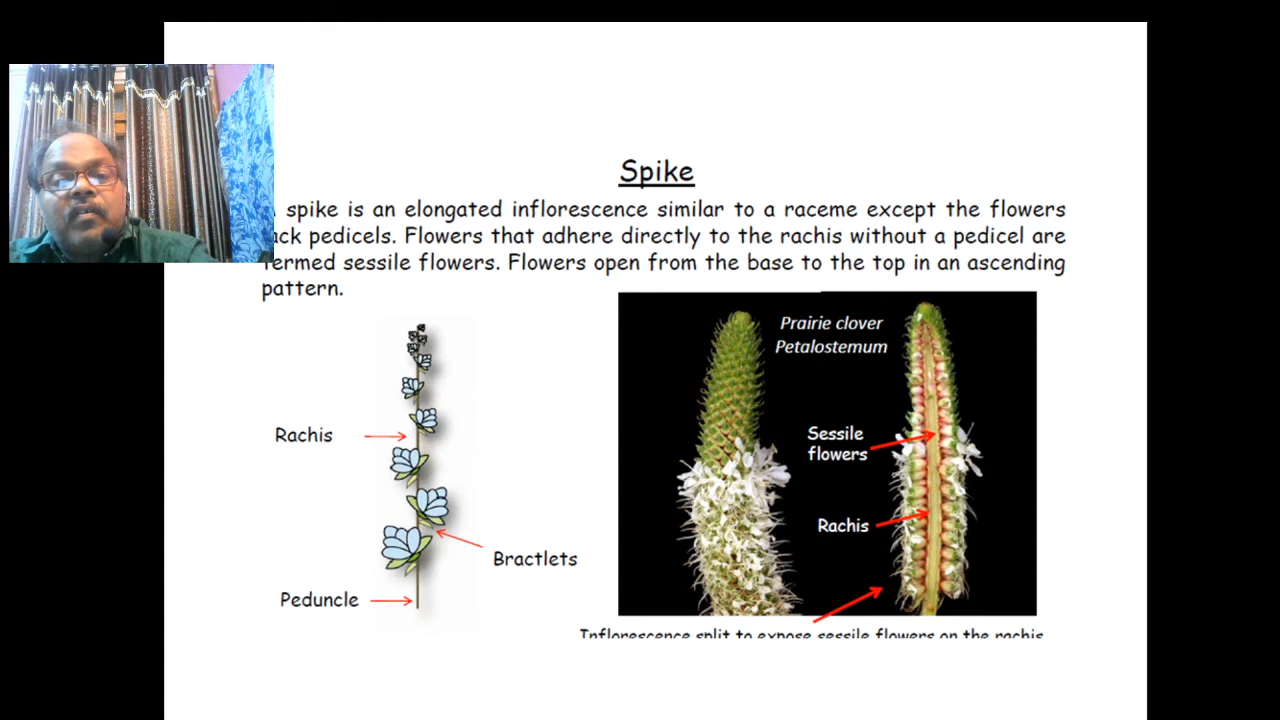 Spike
spike is an elongated inflorescence similar to a raceme except the flowers
pedicels. Flowers that adhere directly to the rachis without a pedicel are
termed sessile flowers. Flowers open from the base to the top in an ascending
pattern.
Prairie clover
Petalostemum
Rachis
Sessile
flowers
Rachis
Bractlets
Peduncle
Inflorescence split to expose sessile flowers on the rachis